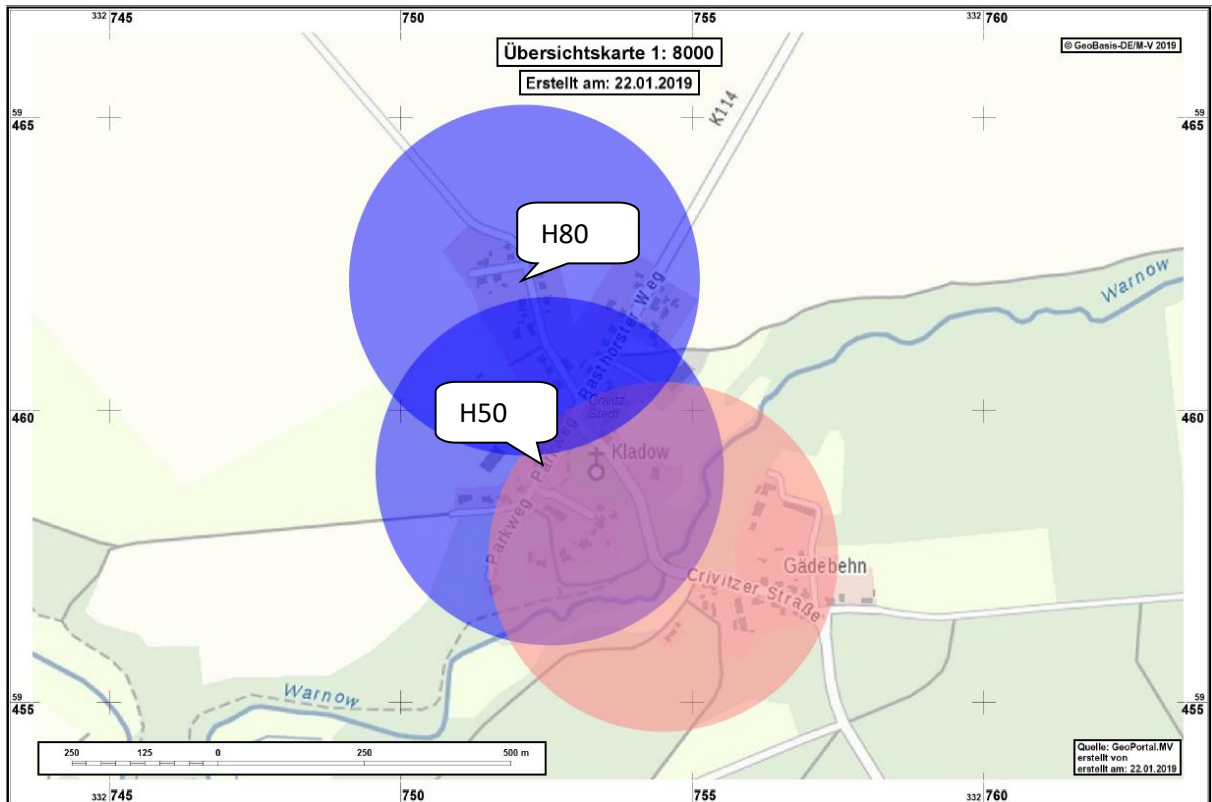 332 745
750
755
332 760
Übersichtskarte 1: 8000
Erstellt am: 22.01.2019
© GeoBasis-DE/M-V 2019
59
465
465
K114
H80
Warnow
Rasthorster_Weg
H50
Crivitz,
Stadt
460
460
Kladow
Parkweg
Parkweg
Gädebehn
Crivitzer Straße
Warnow
59
455
59
455
250 125 0 250 500 m
Quelle: GeoPortal.MV
erstellt von
erstellt am: 22.01.2019
332 745
750
755
332 760